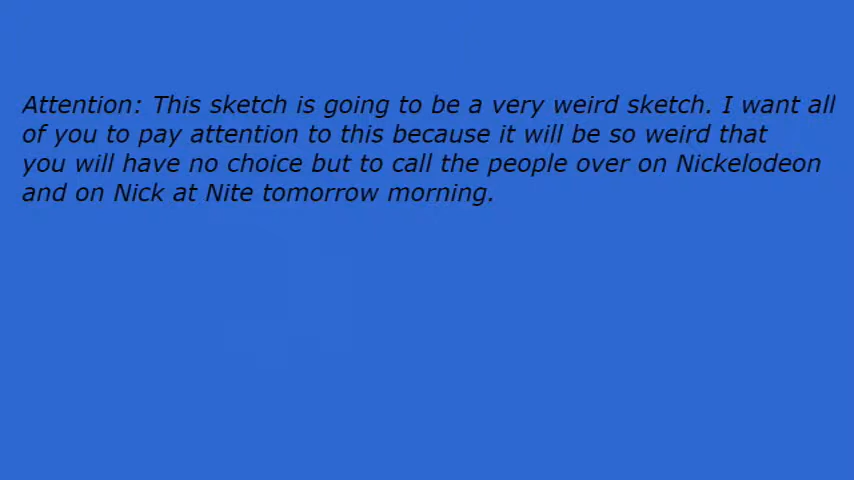 Attention: This sketch is going to be a very weird sketch. I want all
of you to pay attention to this because it will be so weird that
you will have no choice but to call the people over on Nickelodeon
and on Nick at Nite tomorrow morning.